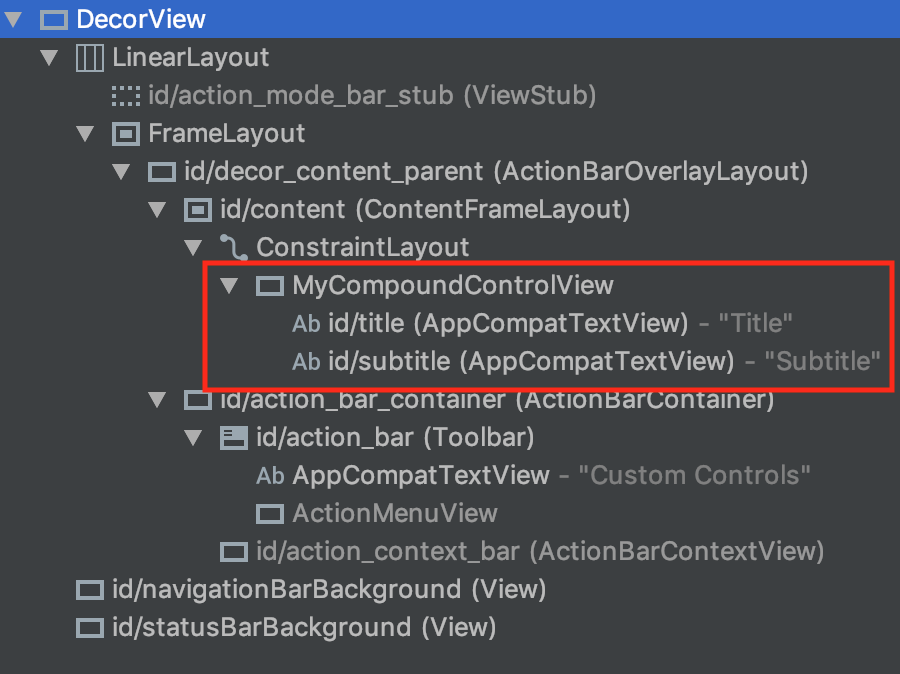 DecorView
LinearLayout
id/action_mode_bar_stub (ViewStub)
FrameLayout
id/decor_content_parent (ActionBarOverlayLayout)
id/content (ContentFrameLayout)
ConstraintLayout
MyCompoundControlView
Ab id/title (AppCompatTextView) - "Title"
Ab id/subtitle (AppCompatTextView) - "Subtitle"
id/action_bar_container (ActionBarContainer)
id/action_bar (Toolbar)
Ab AppCompatTextView - "Custom Controls"
ActionMenuView
id/action_context_bar (ActionBarContextView)
id/navigationBarBackground (View)
id/statusBarBackground (View)